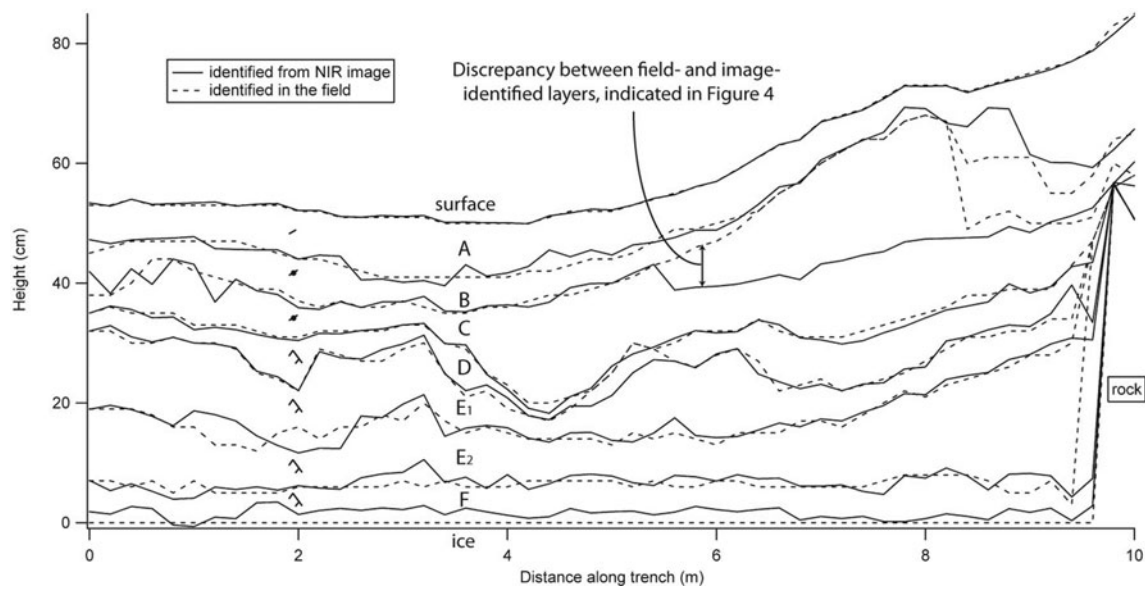 80
60
40
20
0
Height (cm)
identified from NIR image
identified in the field
Discrepancy between field- and image-
identified layers, indicated in Figure 4
surface
A
B
C
D
E1
E2
F
ice
rock
0 2 4 6 8 10
Distance along trench (m)